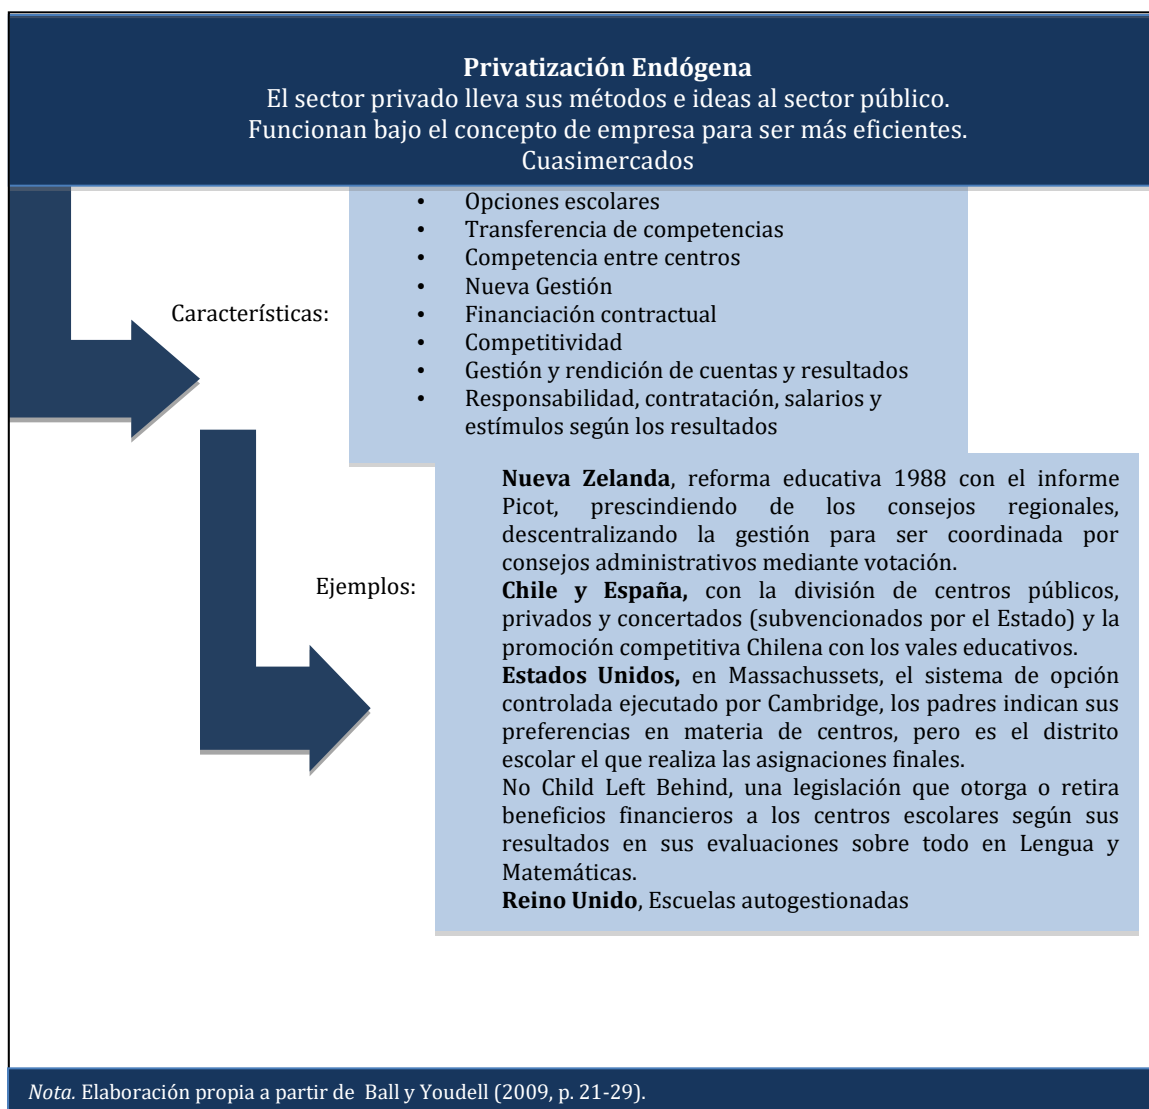 Privatización Endógena
El sector privado lleva sus métodos e ideas al sector público.
Funcionan bajo el concepto de empresa para ser más eficientes.
Cuasimercados
Característicias:
• Opciones escolares
• Transferencia de competencias
• Competencia entre centros
• Nueva Gestión
• Financiación contractual
• Competitividad
• Gestión y rendición de cuentas y resultados
• Responsabilidad, contratación, salarios y
estímulos según los resultados
Ejemplos:
Nueva Zelanda, reforma educativa 1988 con el informe
Picot, prescindiendo de los consejos regionales,
descentralizando la gestión para ser coordinada por
consejos administrativos mediante votación.
Chile y España, con la división de centros públicos,
privados y concertados (subvencionados por el Estado) y la
promoción competitiva Chilena con los vales educativos.
Estados Unidos, en Massachussets, el sistema de opción
controlada ejecutado por Cambridge, los padres indican sus
preferencias en materia de centros, pero es el distrito
escolar el que realiza las asignaciones finales.
No Child Left Behind, una legislación que otorga o retira
beneficios financieros a los centros escolares según sus
resultados en sus evaluaciones sobre todo en Lengua y
Matemáticas.
Reino Unido, Escuelas autogestionadas
Nota. Elaboración propia a partir de Ball y Youdell (2009, p. 21-29).